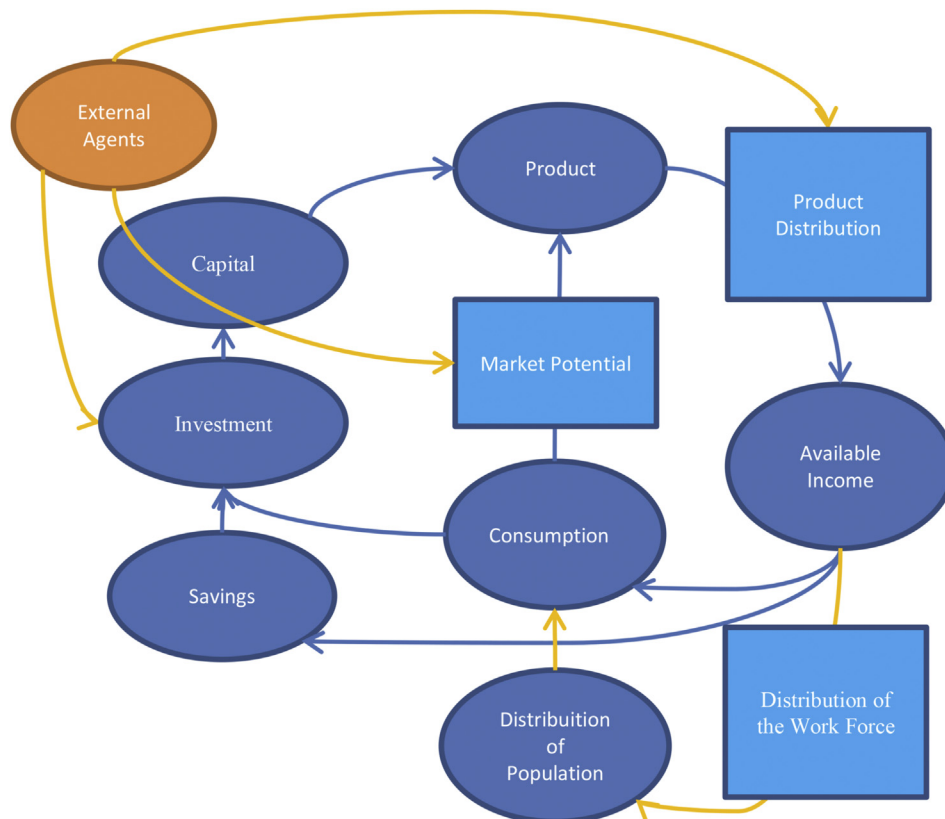 External
Agents
Product
Product
Distribution
Capital
Market Potential
Investment
Available
Income
Consumption
Savings
Distribuition
of
Population
Distribution of
the Work Force